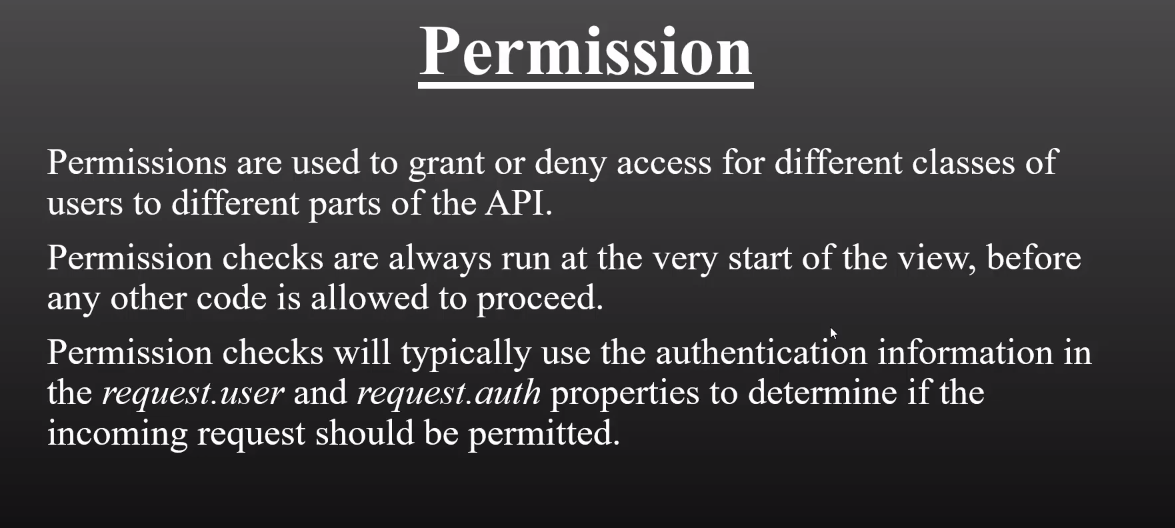 Permission
Permissions are used to grant or deny access for different classes of
users to different parts of the API.
Permission checks are always run at the very start of the view, before
any other code is allowed to proceed.
Permission checks will typically use the authentication information in
the request.user and request.auth properties to determine if the
incoming request should be permitted.